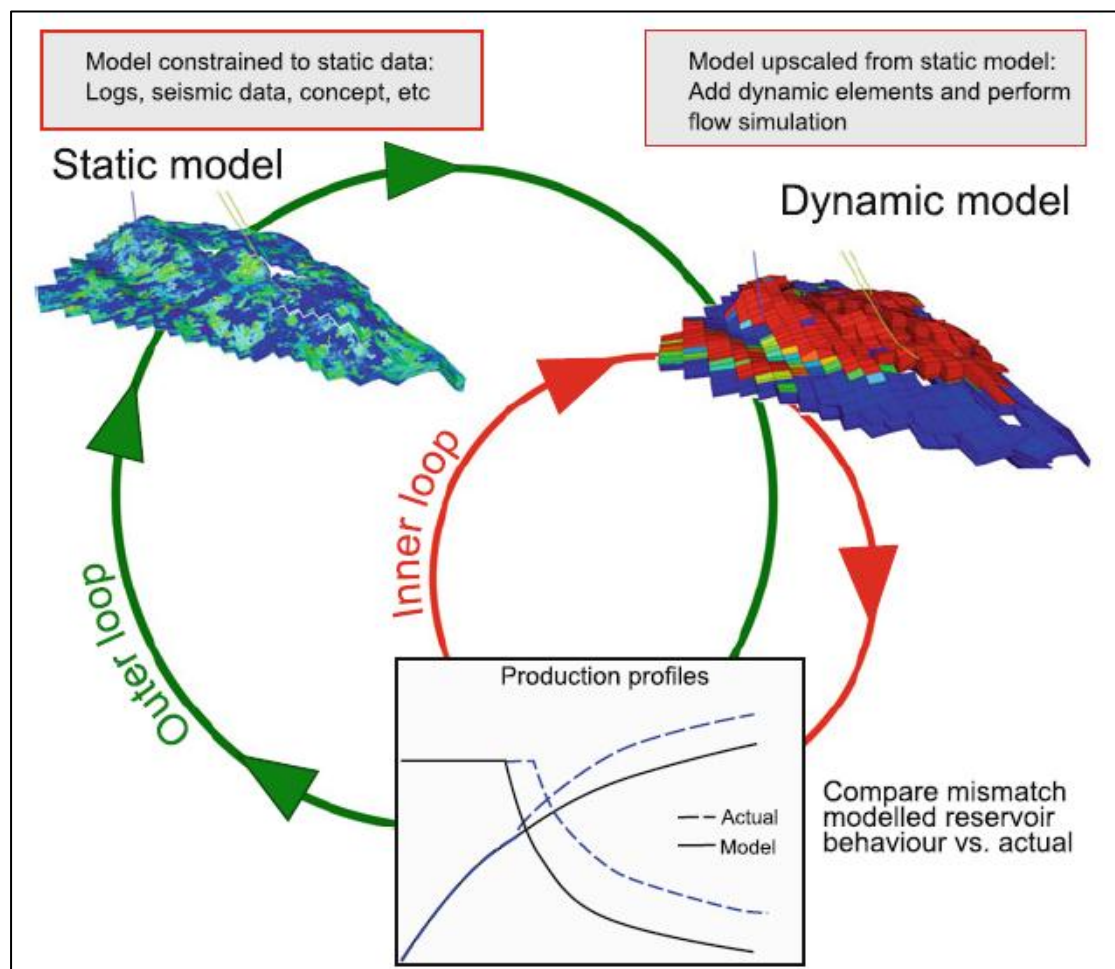 Model constrained to static data:
Logs, seismic data, concept, etc
Model upscaled from static model:
Add dynamic elements and perform
flow simulation
Static model
Dynamic model
Inner loop
Outer loop
Production profiles
Actual
Model
Compare mismatch
modelled reservoir
behaviour vs. actual